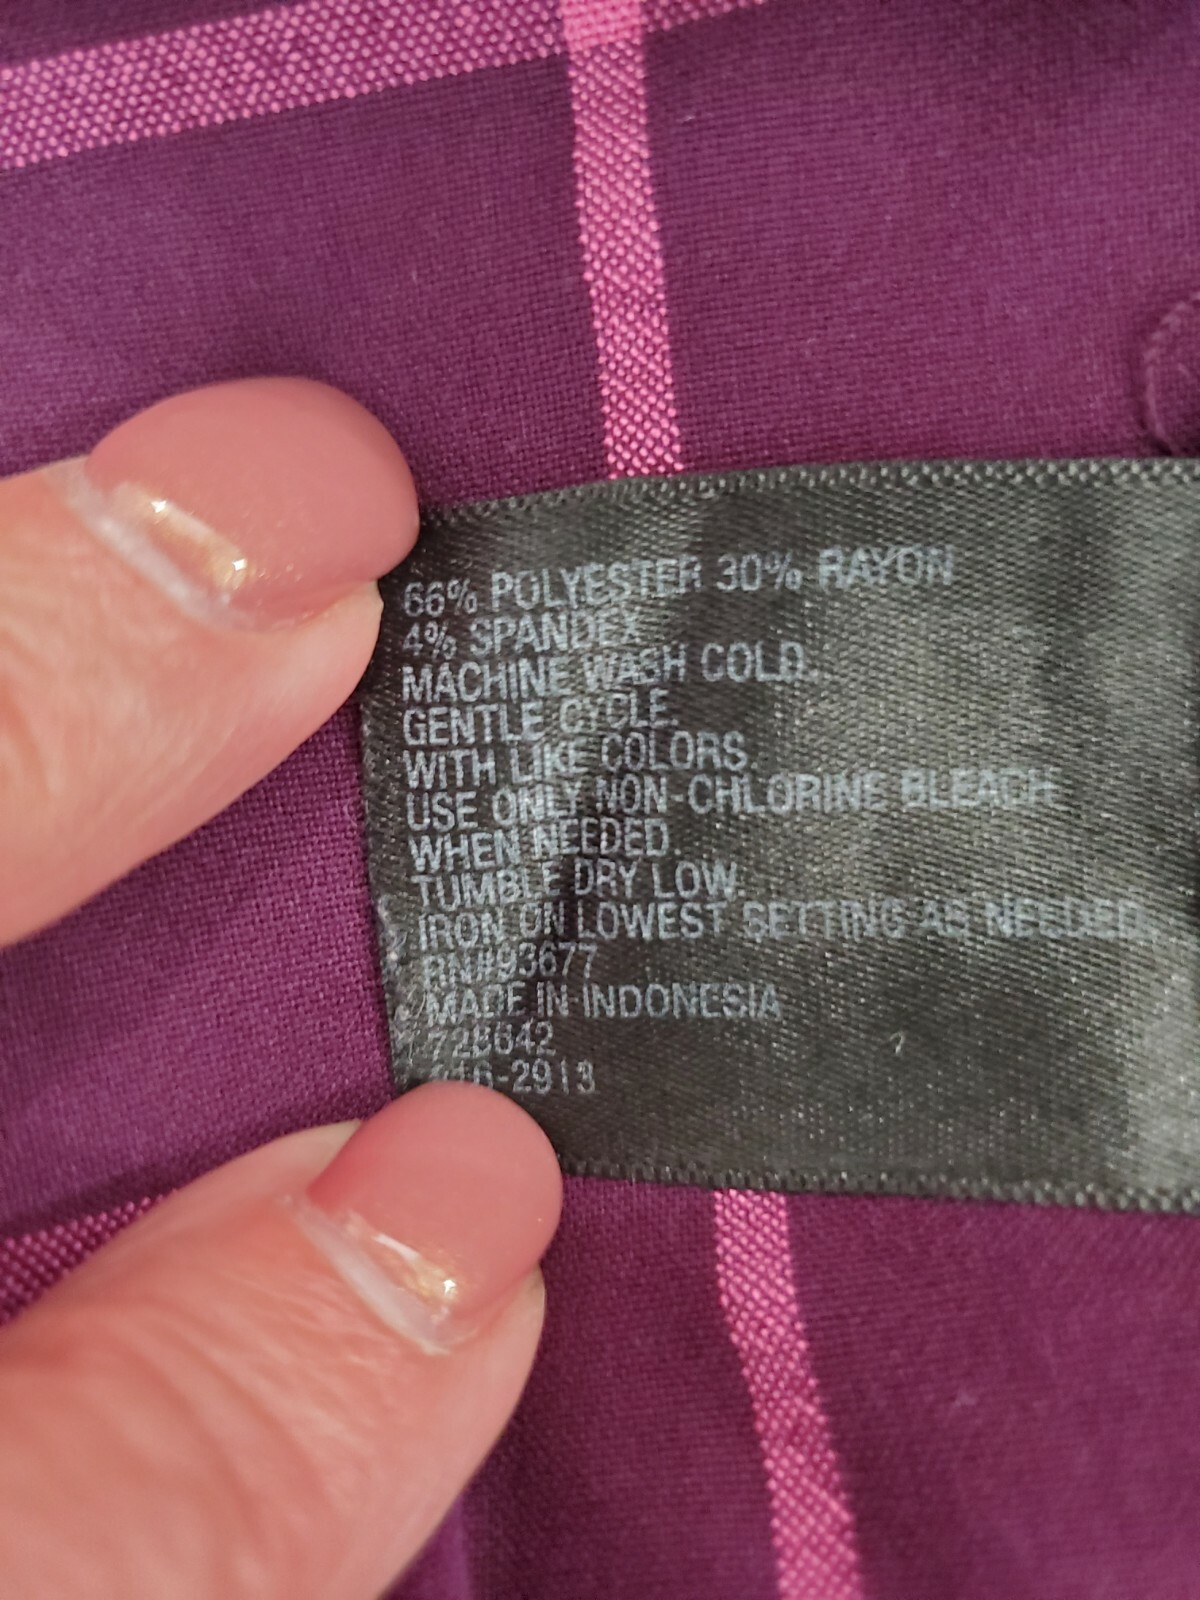 66% POLYESTER 30% RAYON
4% SPANDEX
MACHINE WASH COLD.
GENTLE CYCLE.
WITH LIKE COLORS.
USE ONLY NON-CHLORINE BLEACH
WHEN NEEDED.
TUMBLE DRY LOW.
IRON ON LOWEST SETTING AS NEEDED.
RN#93677
MADE IN INDONESIA
728642